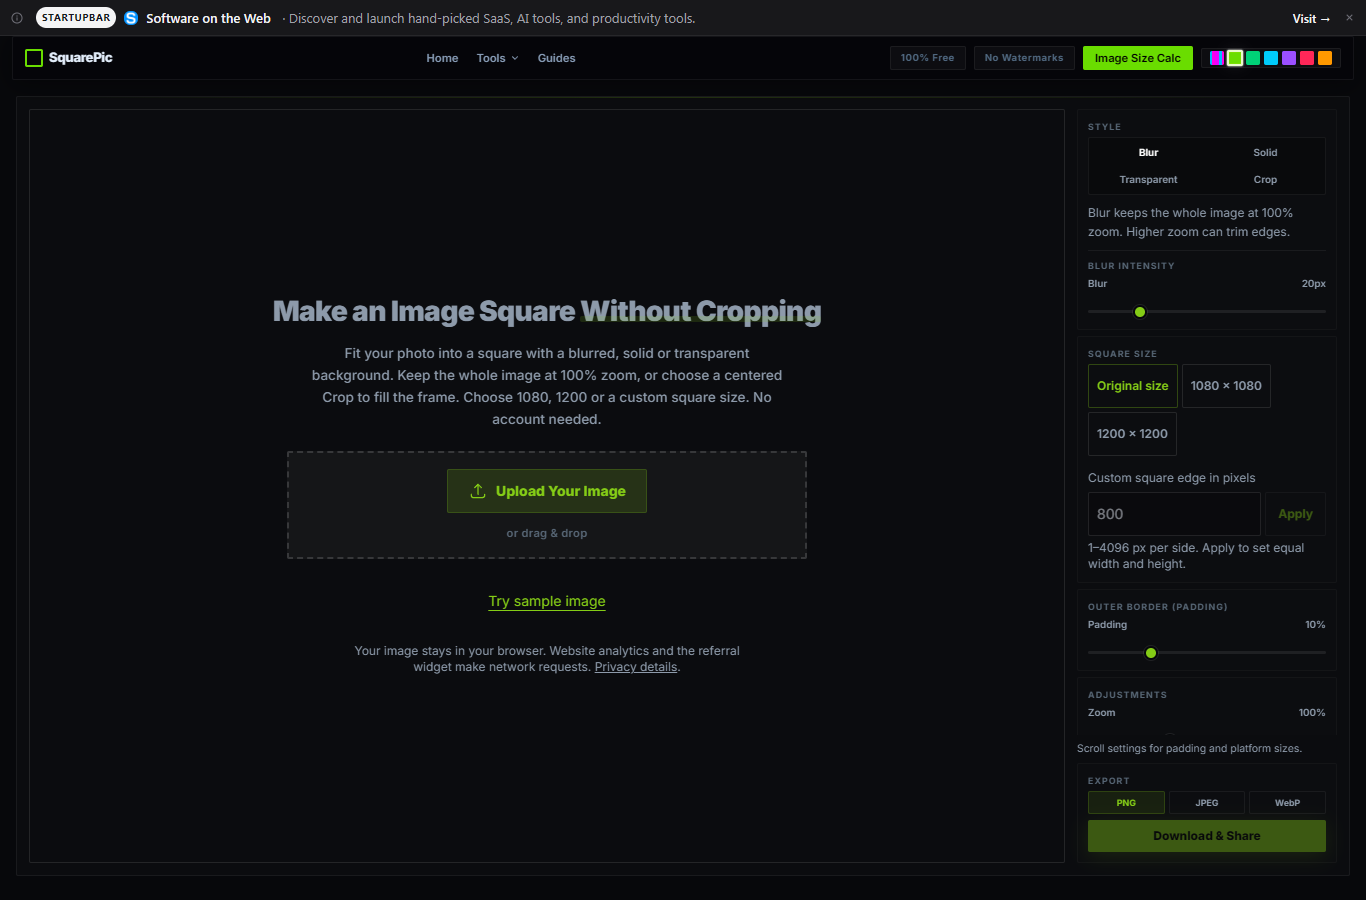 STARTUPBAR Software on the Web · Discover and launch hand-picked SaaS, AI tools, and productivity tools. Visit → ×
SquarePic Home Tools Guides 100% Free No Watermarks Image Size Calc
Make an Image Square Without Cropping
Fit your photo into a square with a blurred, solid or transparent
background. Keep the whole image at 100% zoom, or choose a centered
Crop to fill the frame. Choose 1080, 1200 or a custom square size. No
account needed.
Upload Your Image
or drag & drop
Try sample image
Your image stays in your browser. Website analytics and the referral
widget make network requests. Privacy details.
STYLE
Blur Solid
Transparent Crop
Blur keeps the whole image at 100%
zoom. Higher zoom can trim edges.
BLUR INTENSITY
Blur 20px
SQUARE SIZE
Original size 1080 × 1080
1200 × 1200
Custom square edge in pixels
800 Apply
1–4096 px per side. Apply to set equal
width and height.
OUTER BORDER (PADDING)
Padding 10%
ADJUSTMENTS
Zoom 100%
Scroll settings for padding and platform sizes.
EXPORT
PNG JPEG WebP
Download & Share